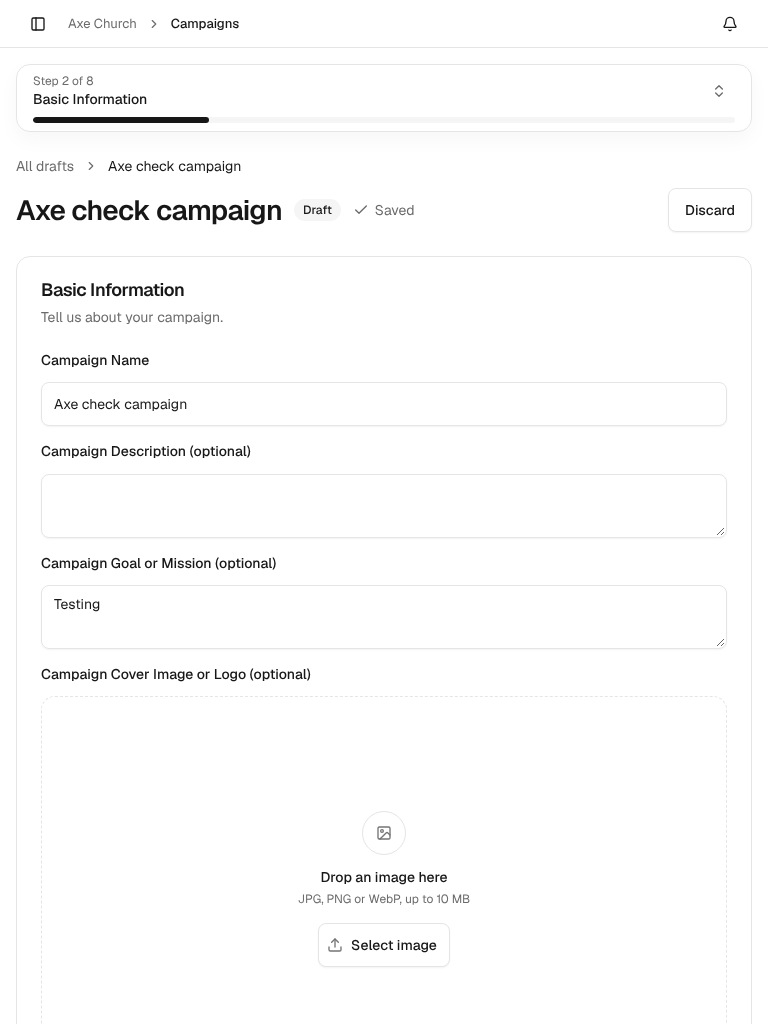 Axe Church > Campaigns
Step 2 of 8
Basic Information
All drafts > Axe check campaign
Axe check campaign Draft Saved Discard
Basic Information
Tell us about your campaign.
Campaign Name
Axe check campaign
Campaign Description (optional)
Campaign Goal or Mission (optional)
Testing
Campaign Cover Image or Logo (optional)
Drop an image here
JPG, PNG or WebP, up to 10 MB
Select image